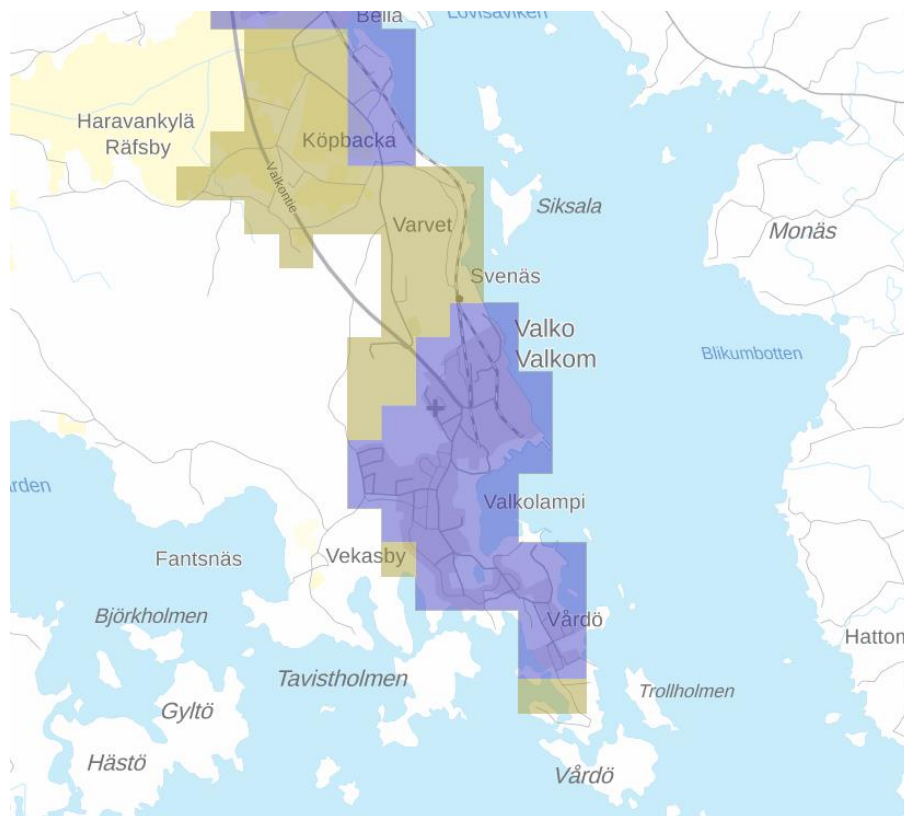 Bella
Lovisaviken
Haravankylä
Räfsby
Köpbacka
Valkontie
Siksala
Varvet
Monäs
Svenäs
Valko
Valkom
Blikumbotten
Valkolampi
Fantsnäs
Vekasby
Björkholmen
Vårdö
Tavistholmen
Trollholmen
Gyltö
Hästö
Vårdö